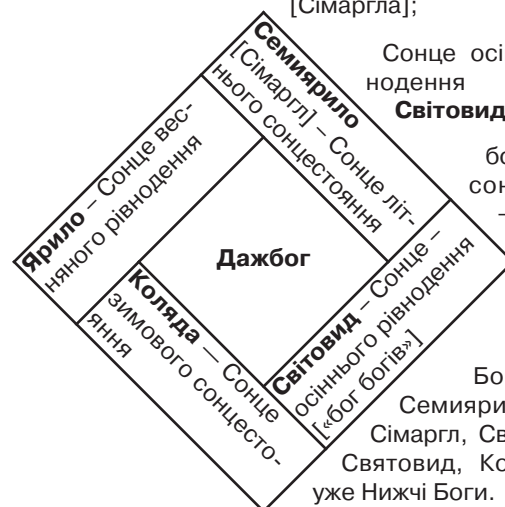 [Сімаргла];
Сонце осі
нодення
Світовид
бо
сон
–
Семиярило
[Сімаргл] – Сонце літ-
нього сонцестояння
Ярило – Сонце вес-
няного рівнодення
Дажбог
Коляда — Сонце
зимового сонцесто-
яння
Світовид – Сонце –
осіннього рівнодення
[«бог богів»]
Бо
Семияри
Сімаргл, Св
Святовид, Ко
уже Нижчі Боги.